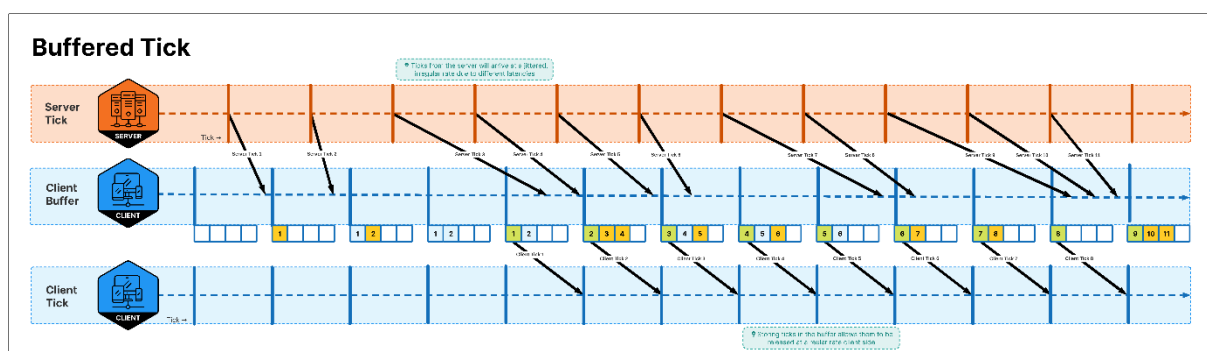 Buffered Tick
Ticks from the server will arrive at a jittered,
irregular rate due to different latencies
Server
Tick
SERVER
Tick →
Server Tick 1
Server Tick 2
Server Tick 3
Server Tick 4
Server Tick 5
Server Tick 6
Server Tick 7
Server Tick 8
Server Tick 9
Server Tick 10
Server Tick 11
Client
Buffer
CLIENT
1
1 2
1 2
1 2
2 3 4
3 4 5
4 5 6
5 6
6 7
7 8
8
9 10 11
Client Tick 1
Client Tick 2
Client Tick 3
Client Tick 4
Client Tick 5
Client Tick 6
Client Tick 7
Client Tick 8
Client
Tick
CLIENT
Tick →
Storing ticks in the buffer allows them to be
released at a reular rate client side